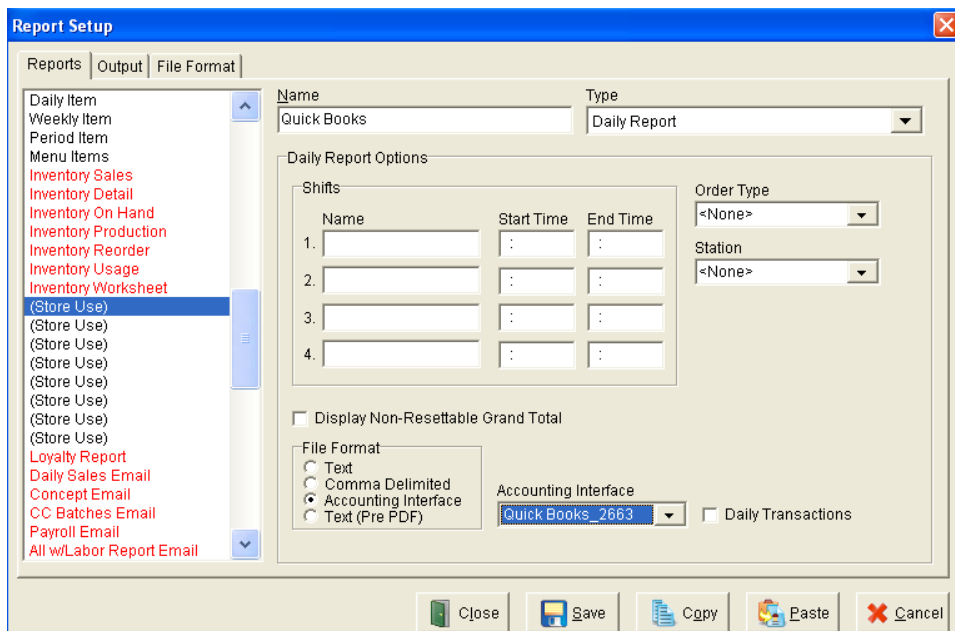 Report Setup
Reports Output File Format
Daily Item
Weekly Item
Period Item
Menu Items
Inventory Sales
Inventory Detail
Inventory On Hand
Inventory Production
Inventory Reorder
Inventory Usage
Inventory Worksheet
(Store Use)
(Store Use)
(Store Use)
(Store Use)
(Store Use)
(Store Use)
(Store Use)
(Store Use)
Loyalty Report
Daily Sales Email
Concept Email
CC Batches Email
Payroll Email
All w/Labor Report Email
Name Type
Quick Books Daily Report
Daily Report Options
Shifts
Name Start Time End Time
1. : :
2. : :
3. : :
4. : :
Order Type
<None>
Station
<None>
Display Non-Resettable Grand Total
File Format
Text
Comma Delimited
Accounting Interface
Text (Pre PDF)
Accounting Interface
Quick Books_2663 Daily Transactions
Close Save Copy Paste Cancel